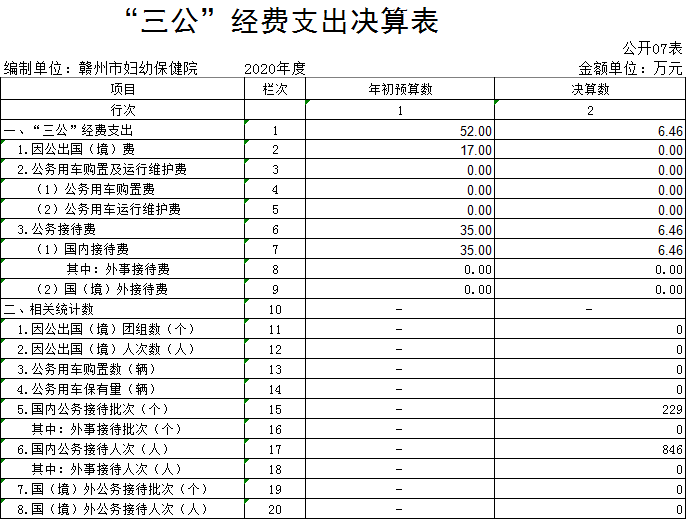 “三公”经费支出决算表
公开07表
编制单位：赣州市妇幼保健院 2020年度 金额单位：万元
项目 栏次 年初预算数 决算数
行次 1 2
一、“三公”经费支出 1 52.00 6.46
1.因公出国（境）费 2 17.00 0.00
2.公务用车购置及运行维护费 3 0.00 0.00
（1）公务用车购置费 4 0.00 0.00
（2）公务用车运行维护费 5 0.00 0.00
3.公务接待费 6 35.00 6.46
（1）国内接待费 7 35.00 6.46
其中：外事接待费 8 0.00 0.00
（2）国（境）外接待费 9 0.00 0.00
二、相关统计数 10 – –
1.因公出国（境）团组数（个） 11 – 0
2.因公出国（境）人次数（人） 12 – 0
3.公务用车购置数（辆） 13 – 0
4.公务用车保有量（辆） 14 – 0
5.国内公务接待批次（个） 15 – 229
其中：外事接待批次（个） 16 – 0
6.国内公务接待人次（人） 17 – 846
其中：外事接待人次（人） 18 – 0
7.国（境）外公务接待批次（个） 19 – 0
8.国（境）外公务接待人次（人） 20 – 0